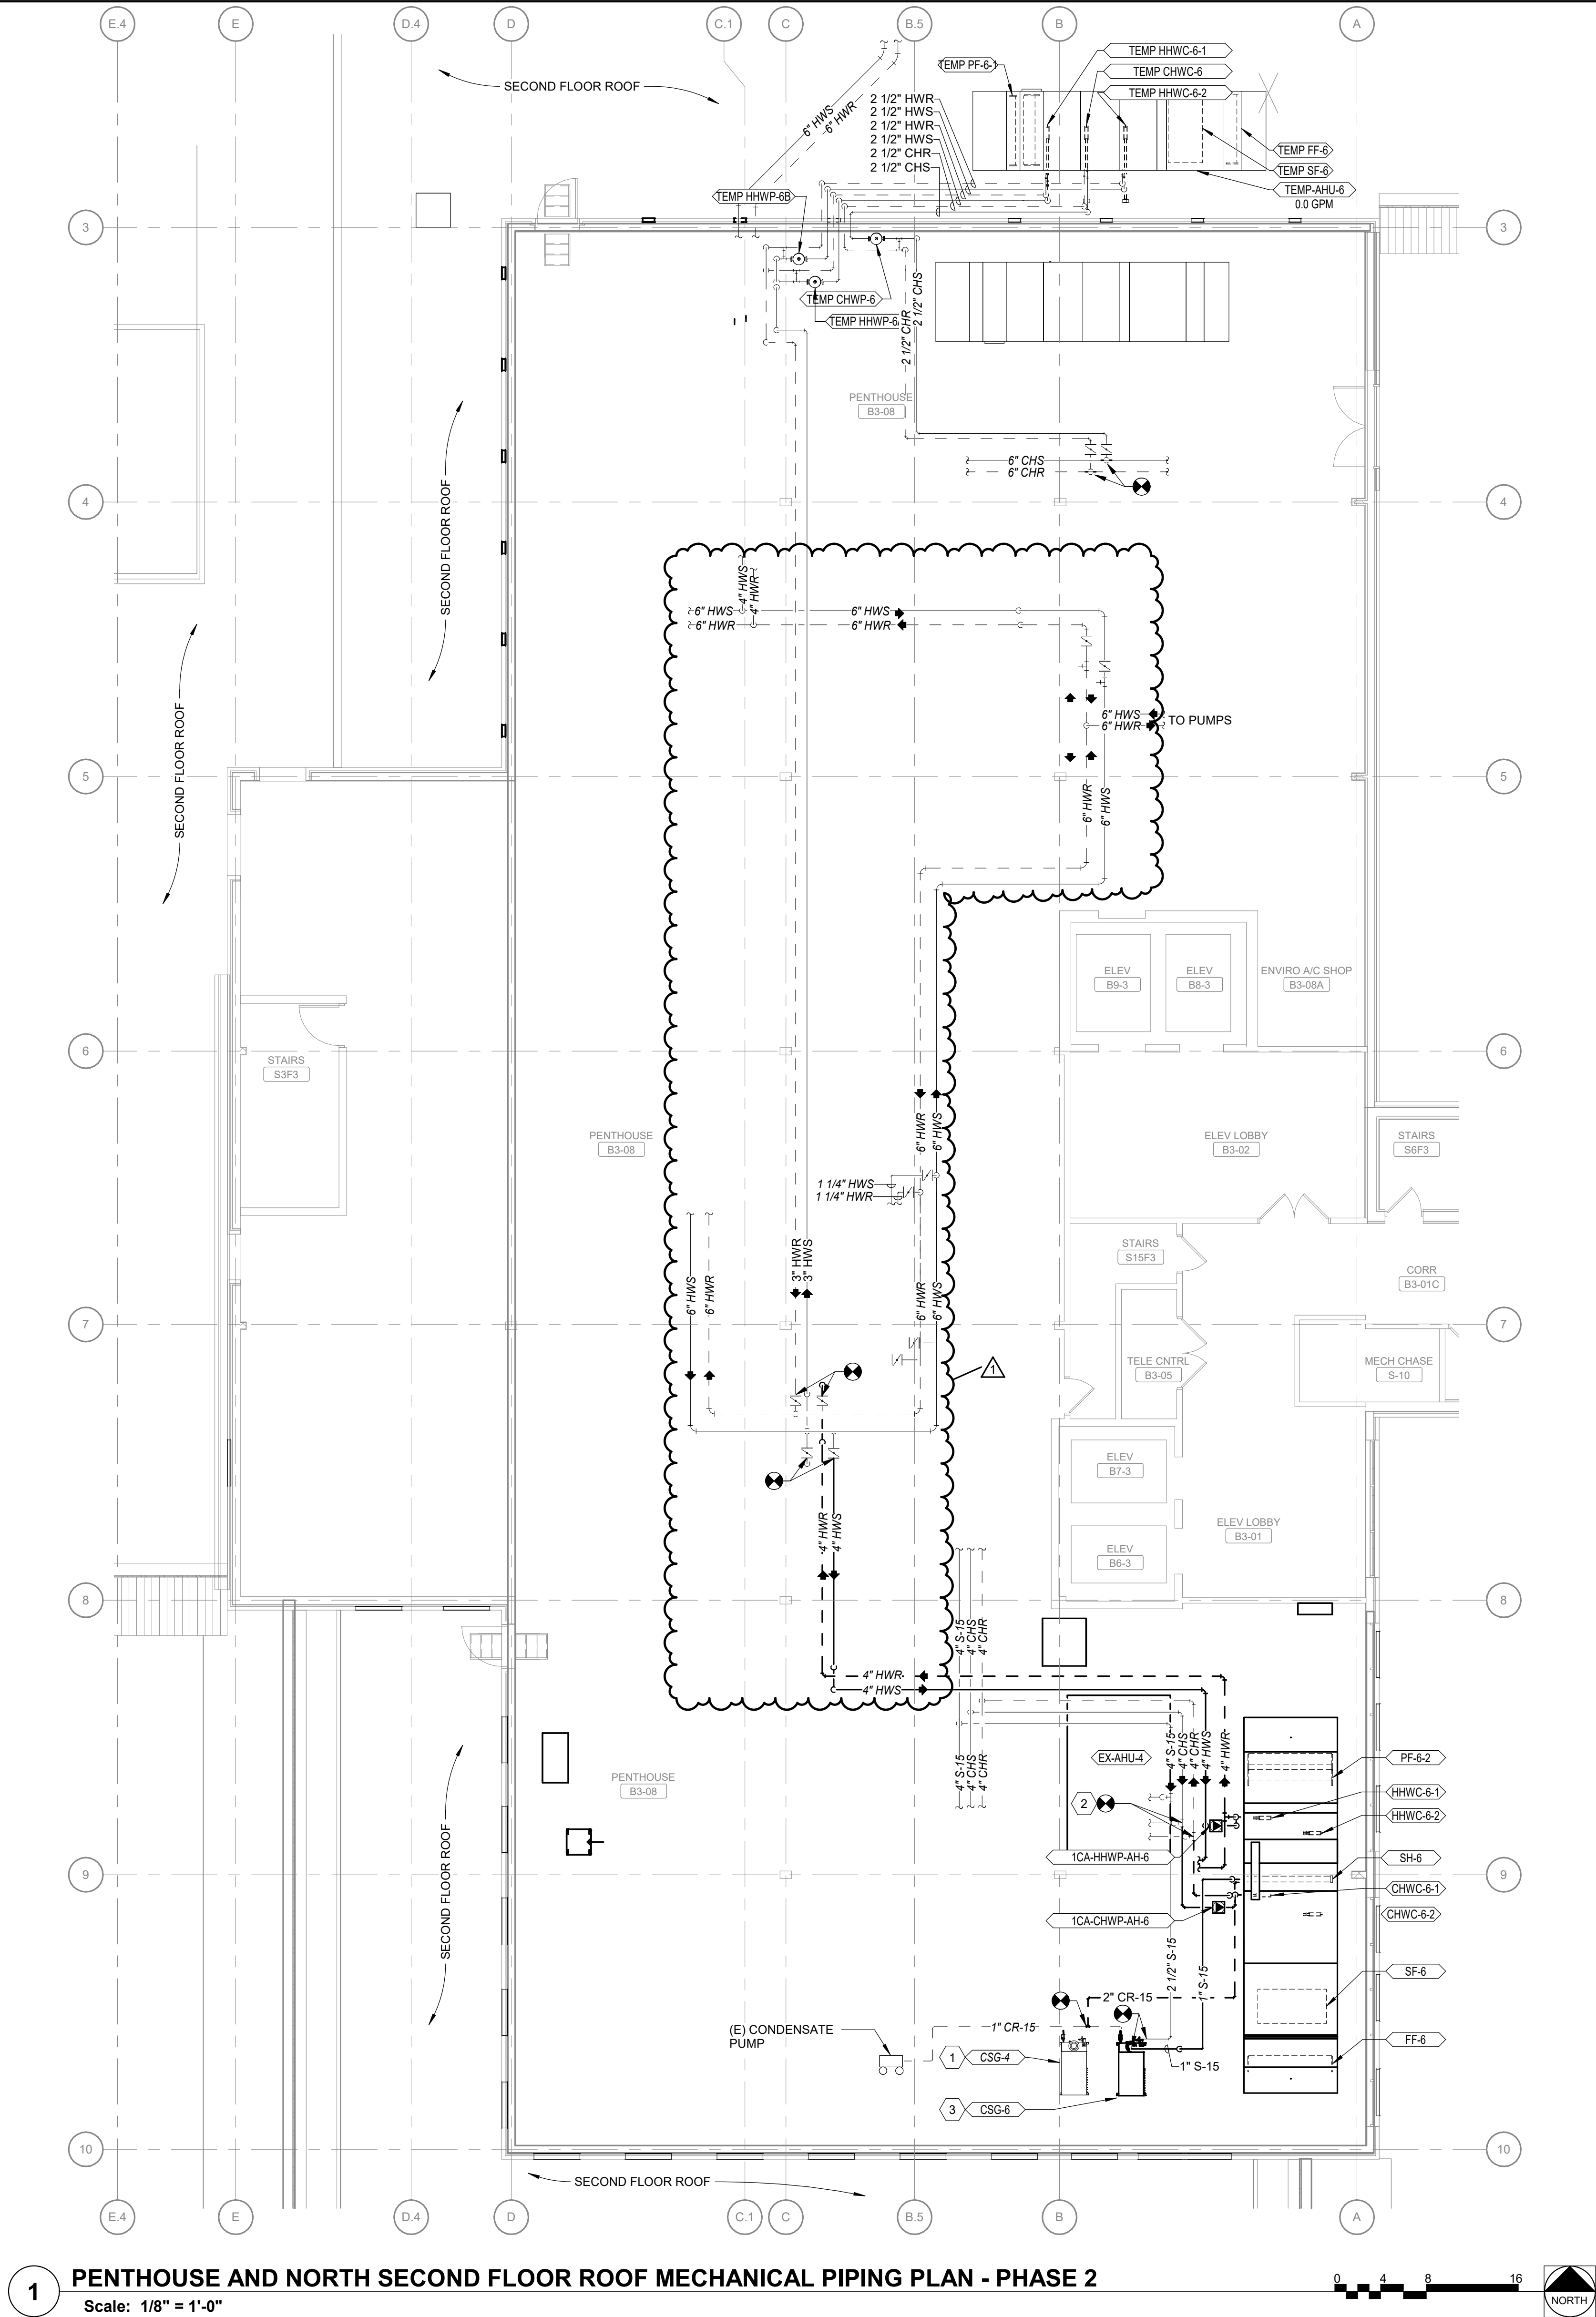 E.4 E D.4 D C.1 C B.5 B A
SECOND FLOOR ROOF
6" HWS
6" HWR
2 1/2" HWR
2 1/2" HWS
2 1/2" HWR
2 1/2" HWS
2 1/2" CHR
2 1/2" CHS
TEMP PF-6-1
TEMP HHWC-6-1
TEMP CHWC-6
TEMP HHWC-6-2
TEMP FF-6
TEMP SF-6
TEMP-AHU-6
0.0 GPM
TEMP HHWP-6B
3 3
TEMP CHWP-6
TEMP HHWP-6
2 1/2" CHR
2 1/2" CHS
PENTHOUSE
B3-08
6" CHS
6" CHR
4 4
SECOND FLOOR ROOF
4" HWS
4" HWR
6" HWS 6" HWS
6" HWR 6" HWR
6" HWS
6" HWR
TO PUMPS
SECOND FLOOR ROOF
5 5
6" HWR
6" HWS
ELEV
B9-3
ELEV
B8-3
ENVIRO A/C SHOP
B3-08A
6 6
STAIRS
S3F3
PENTHOUSE
B3-08
6" HWR
6" HWS
ELEV LOBBY
B3-02
STAIRS
S6F3
1 1/4" HWS
1 1/4" HWR
STAIRS
S15F3
CORR
B3-01C
6" HWS
6" HWR
3" HWR
3" HWS
6" HWR
6" HWS
7 7
1
TELE CNTRL
B3-05
MECH CHASE
S-10
ELEV
B7-3
4" HWR
4" HWS
ELEV LOBBY
B3-01
ELEV
B6-3
8 8
4" S-15
4" CHS
4" CHR
4" HWR
4" HWS
4" S-15
4" CHS
4" CHR
EX-AHU-4
4" S-15
4" CHS
4" CHR
4" HWS
4" HWR
PENTHOUSE
B3-08
PF-6-2
HHWC-6-1
HHWC-6-2
2
1CA-HHWP-AH-6
SH-6
9 9
CHWC-6-1
CHWC-6-2
1CA-CHWP-AH-6
SECOND FLOOR ROOF
2 1/2" S-15
1" S-15
SF-6
2" CR-15
1" CR-15
(E) CONDENSATE
PUMP
FF-6
1 CSG-4
1" S-15
3 CSG-6
10 10
SECOND FLOOR ROOF
E.4 E D.4 D C.1 C B.5 B A
1 PENTHOUSE AND NORTH SECOND FLOOR ROOF MECHANICAL PIPING PLAN - PHASE 2
Scale: 1/8" = 1'-0"
0 4 8 16
NORTH